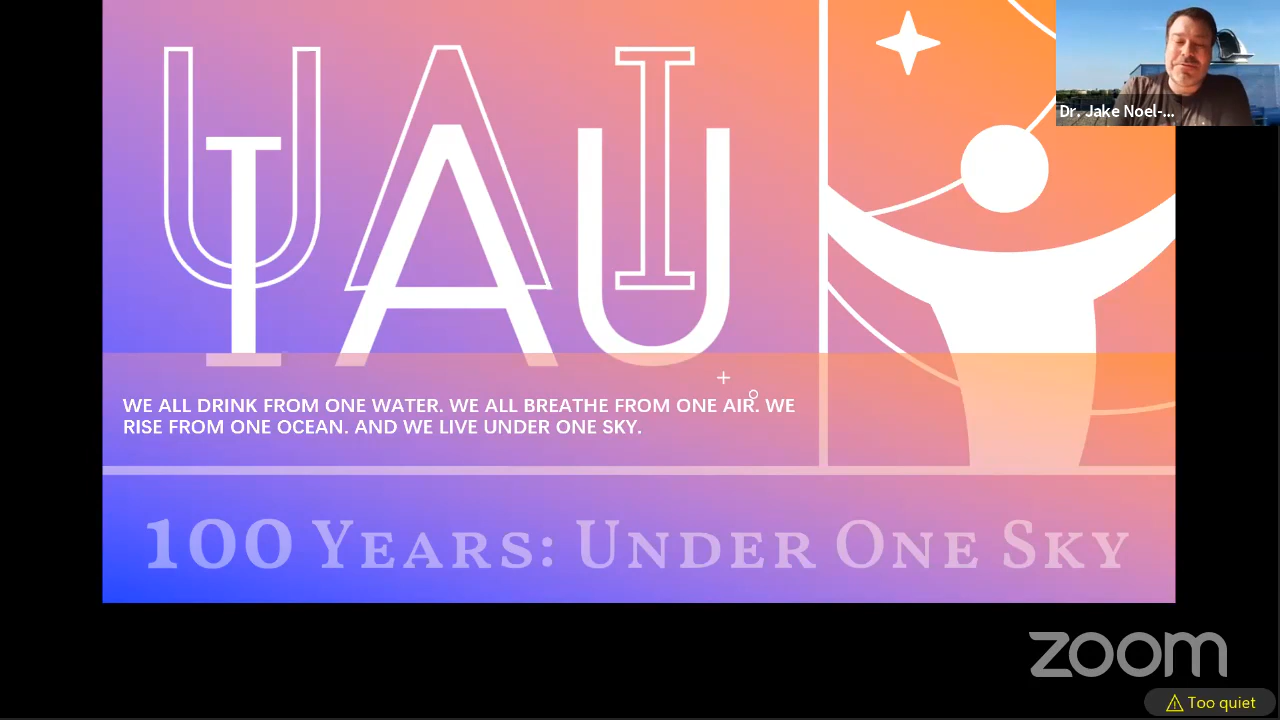 IAU
UAI
Dr. Jake Noel-...
WE ALL DRINK FROM ONE WATER. WE ALL BREATHE FROM ONE AIR. WE
RISE FROM ONE OCEAN. AND WE LIVE UNDER ONE SKY.
100 YEARS: UNDER ONE SKY
zoom
Too quiet